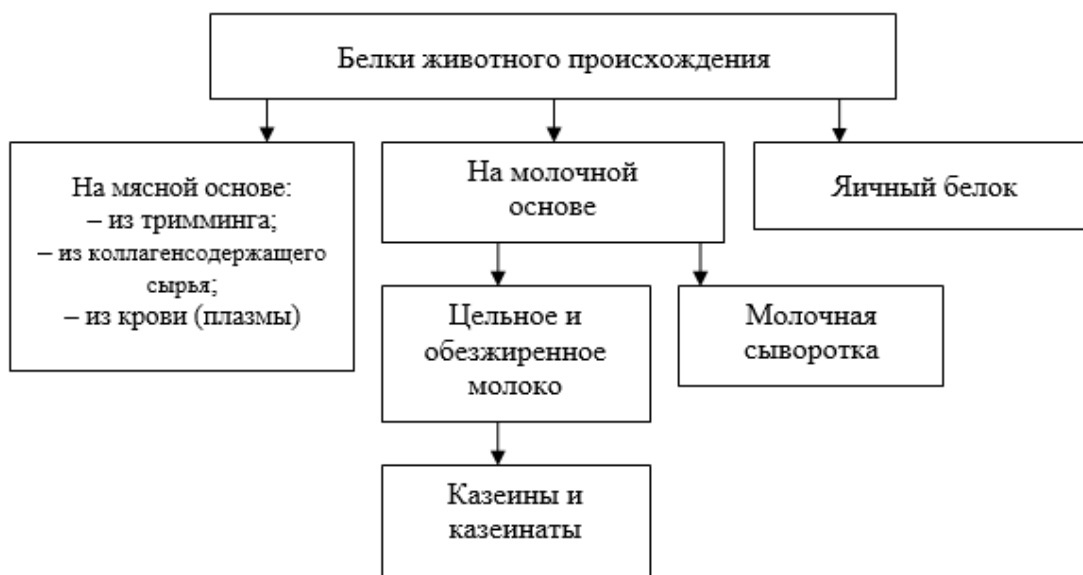 Белки животного происхождения
На мясной основе:
– из тримминга;
– из коллагенсодержащего
сырья;
– из крови (плазмы)
На молочной
основе
Яичный белок
Цельное и
обезжиренное
молоко
Молочная
сыворотка
Казеины и
казеинаты